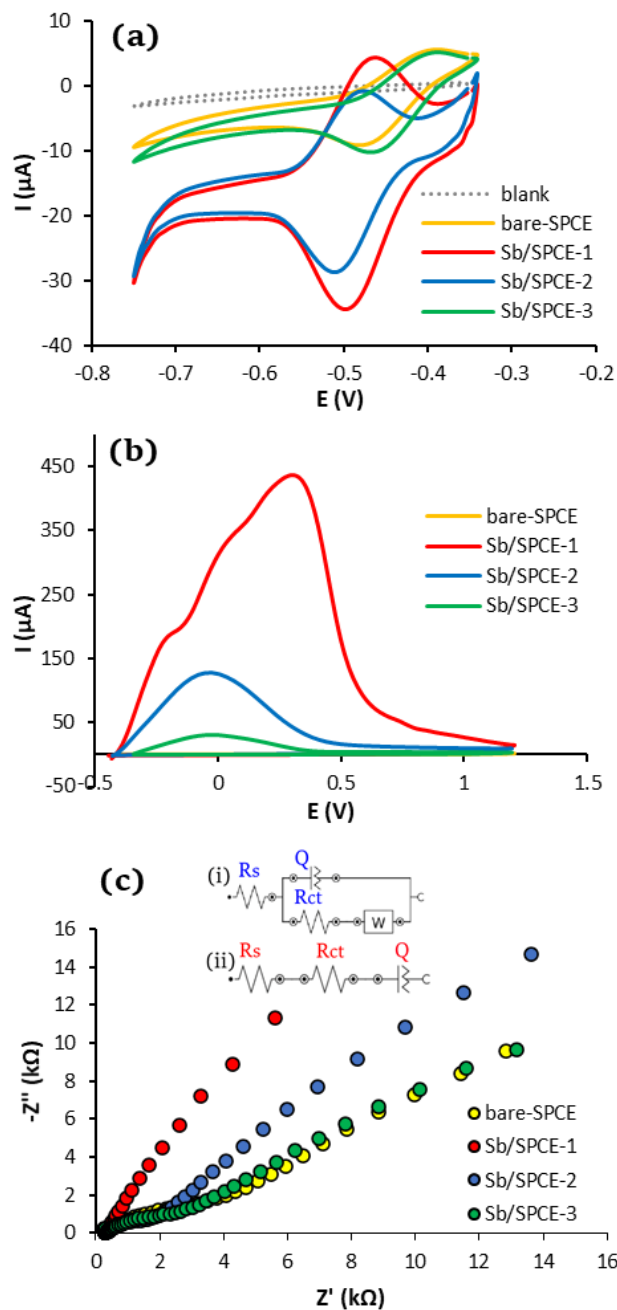 (a)
10
0
-10
-20
-30
-40
I (µA)
blank
bare-SPCE
Sb/SPCE-1
Sb/SPCE-2
Sb/SPCE-3
-0.8 -0.7 -0.6 -0.5 -0.4 -0.3 -0.2
E (V)
(b)
450
350
250
150
50
-50
I (µA)
bare-SPCE
Sb/SPCE-1
Sb/SPCE-2
Sb/SPCE-3
-0.5 0 0.5 1 1.5
E (V)
(c)
(i) Rs Q
Rct W
(ii) Rs Rct Q
16
14
12
10
8
6
4
2
0
-Z'' (kΩ)
bare-SPCE
Sb/SPCE-1
Sb/SPCE-2
Sb/SPCE-3
0 2 4 6 8 10 12 14 16
Z' (kΩ)